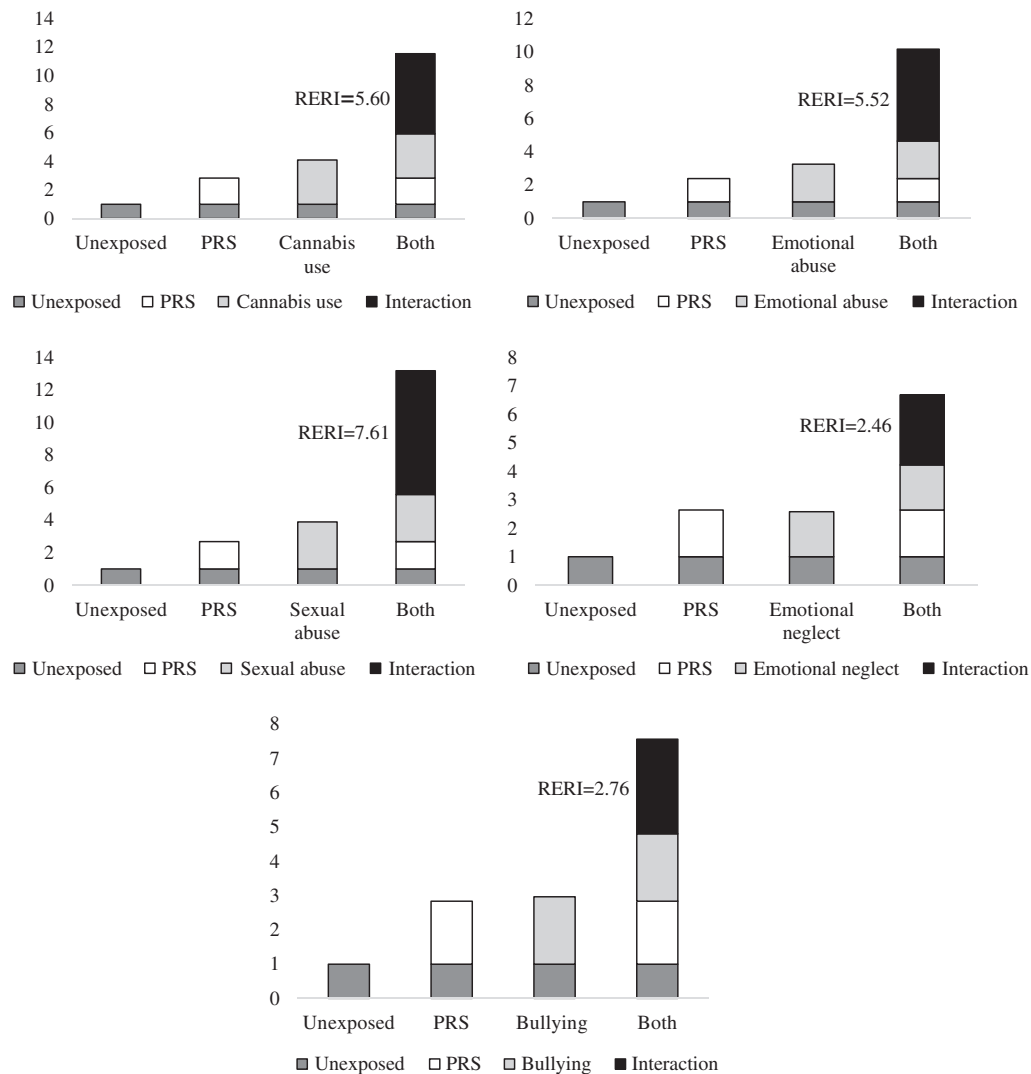 14
12
10
8
6
4
2
0
RERI=5.60
Unexposed PRS Cannabis use Both
Unexposed PRS Cannabis use Interaction
12
10
8
6
4
2
0
RERI=5.52
Unexposed PRS Emotional abuse Both
Unexposed PRS Emotional abuse Interaction
14
12
10
8
6
4
2
0
RERI=7.61
Unexposed PRS Sexual abuse Both
Unexposed PRS Sexual abuse Interaction
8
7
6
5
4
3
2
1
0
RERI=2.46
Unexposed PRS Emotional neglect Both
Unexposed PRS Emotional neglect Interaction
8
7
6
5
4
3
2
1
0
RERI=2.76
Unexposed PRS Bullying Both
Unexposed PRS Bullying Interaction